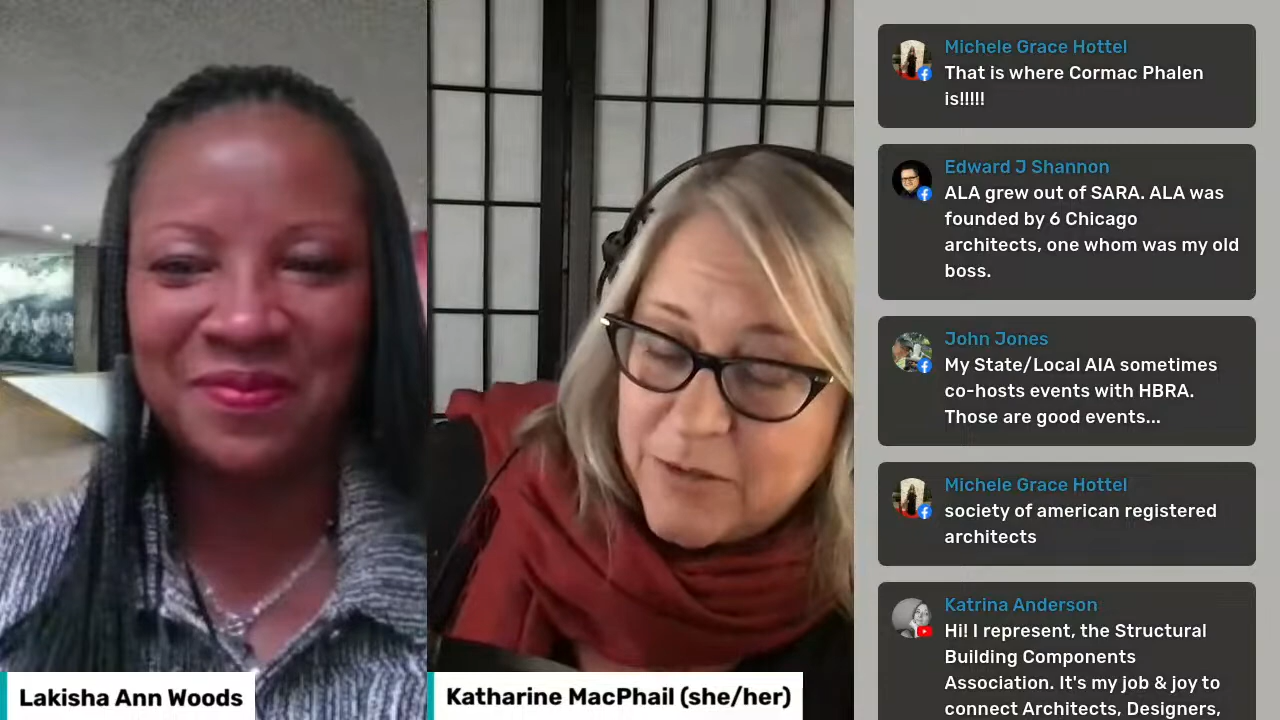 Lakisha Ann Woods
Katharine MacPhail (she/her)
Michele Grace Hottel
That is where Cormac Phalen
is!!!!!
Edward J Shannon
ALA grew out of SARA. ALA was
founded by 6 Chicago
architects, one whom was my old
boss.
John Jones
My State/Local AIA sometimes
co-hosts events with HBRA.
Those are good events...
Michele Grace Hottel
society of american registered
architects
Katrina Anderson
Hi! I represent, the Structural
Building Components
Association. It's my job & joy to
connect Architects, Designers,